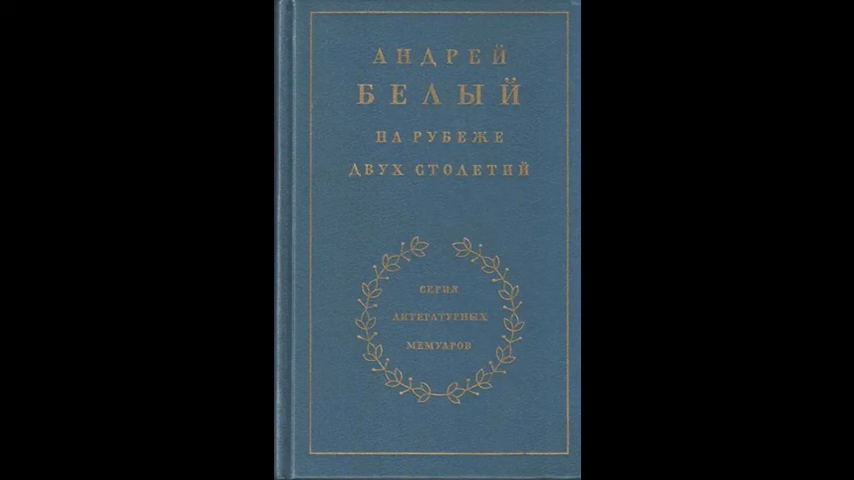 АНДРЕЙ
БЕЛЫЙ
НА РУБЕЖЕ
ДВУХ СТОЛЕТИЙ
СЕРИЯ
ЛИТЕРАТУРНЫХ
МЕМУАРОВ